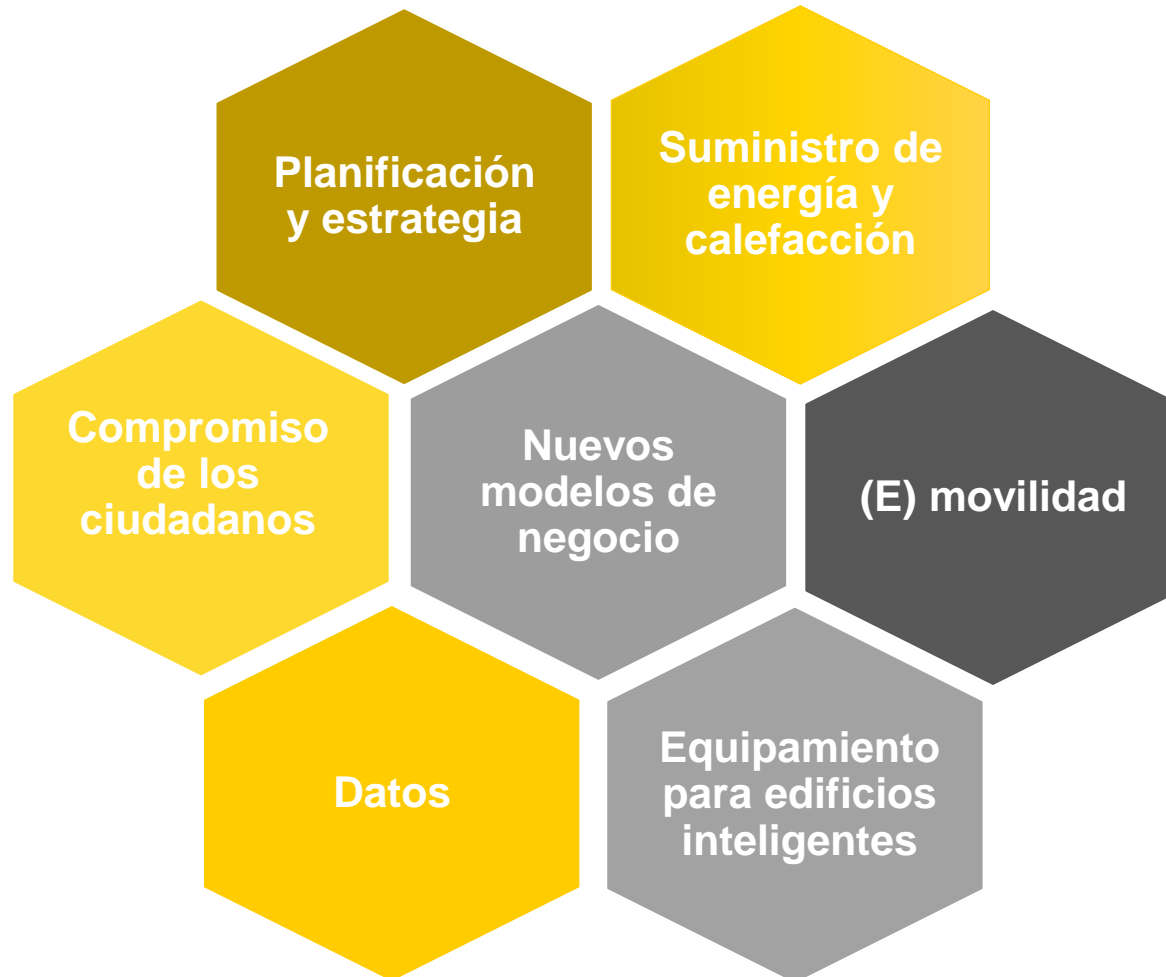 Planificación
y estrategia
Suministro de
energía y
calefacción
Compromiso
de los
ciudadanos
Nuevos
modelos de
negocio
(E) movilidad
Datos
Equipamiento
para edificios
inteligentes